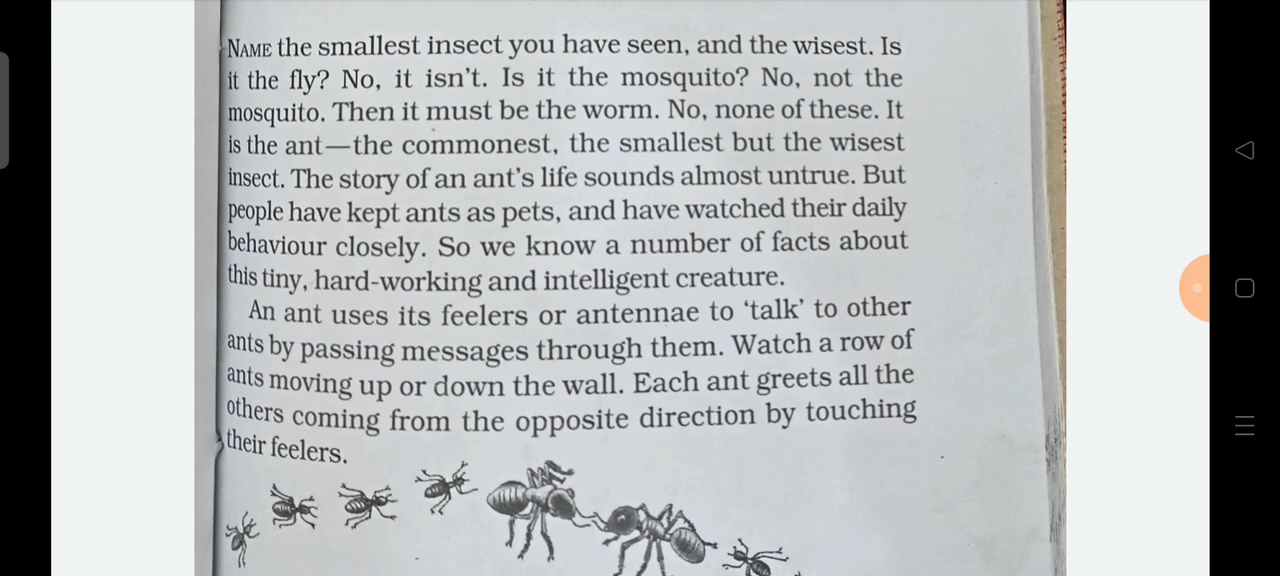 NAME the smallest insect you have seen, and the wisest. Is
it the fly? No, it isn't. Is it the mosquito? No, not the
mosquito. Then it must be the worm. No, none of these. It
is the ant—the commonest, the smallest but the wisest
insect. The story of an ant's life sounds almost untrue. But
people have kept ants as pets, and have watched their daily
behaviour closely. So we know a number of facts about
this tiny, hard-working and intelligent creature.
An ant uses its feelers or antennae to ‘talk’ to other
ants by passing messages through them. Watch a row of
ants moving up or down the wall. Each ant greets all the
others coming from the opposite direction by touching
their feelers.